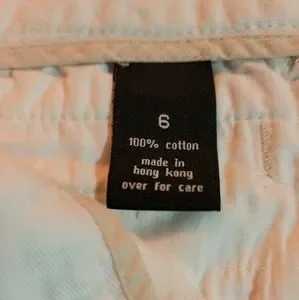 6
100% cotton
made in
hong kong
over for care